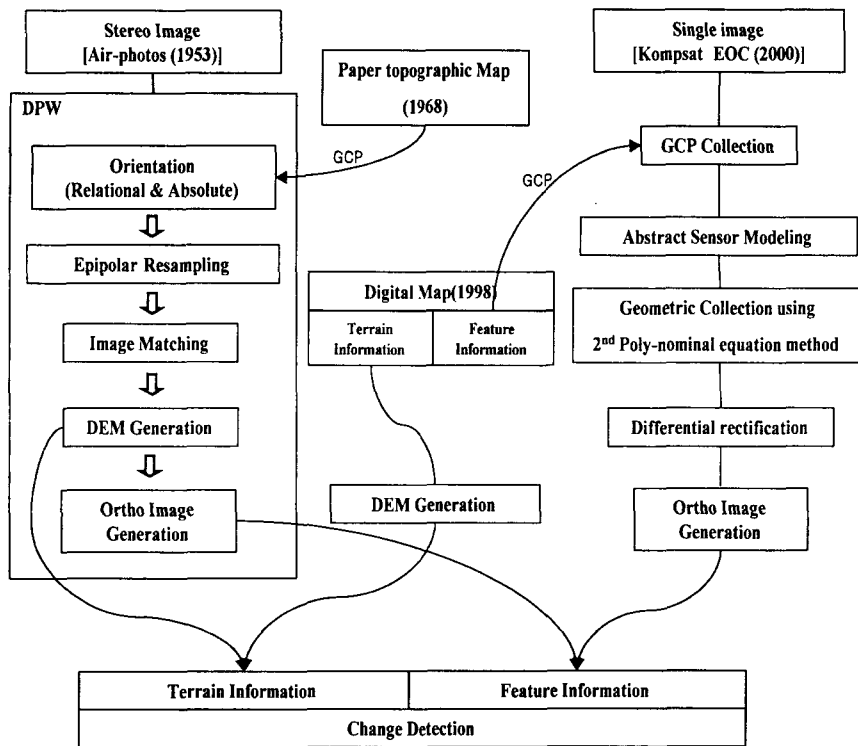 Stereo Image
[Air-photos (1953)]
Single image
[Kompsat EOC (2000)]
Paper topographic Map
(1968)
DPW
GCP
GCP Collection
Orientation
(Relational & Absolute)
GCP
Abstract Sensor Modeling
Epipolar Resampling
Digital Map(1998)
Terrain
Information
Feature
Information
Geometric Collection using
2nd Poly-nominal equation method
Image Matching
DEM Generation
Differential rectification
DEM Generation
Ortho Image
Generation
Ortho Image
Generation
Terrain Information
Feature Information
Change Detection